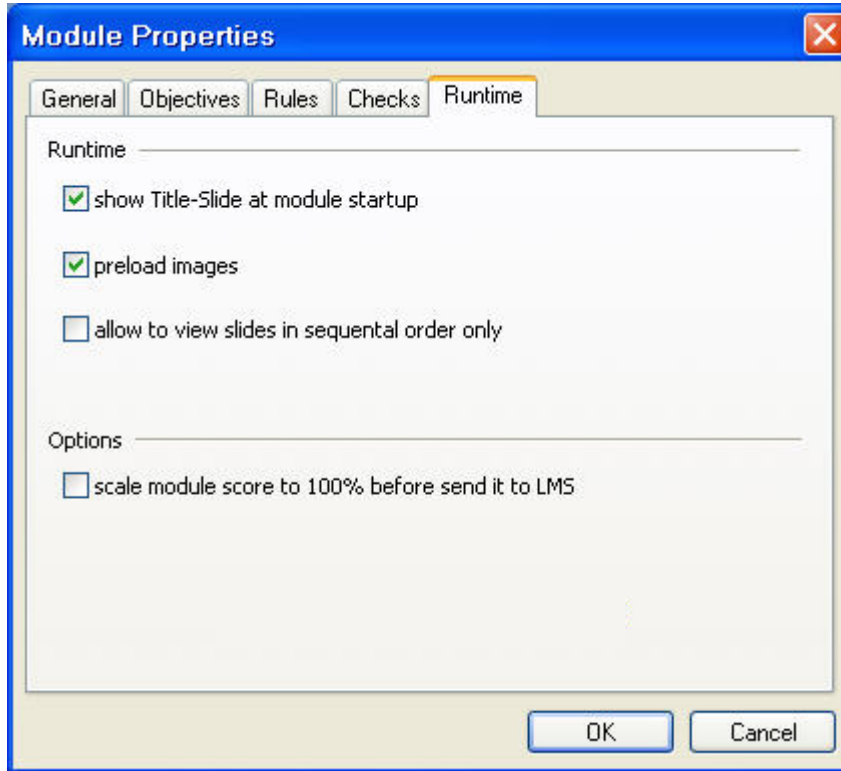 Module Properties
General Objectives Rules Checks Runtime
Runtime
show Title-Slide at module startup
preload images
allow to view slides in sequental order only
Options
scale module score to 100% before send it to LMS
OK Cancel